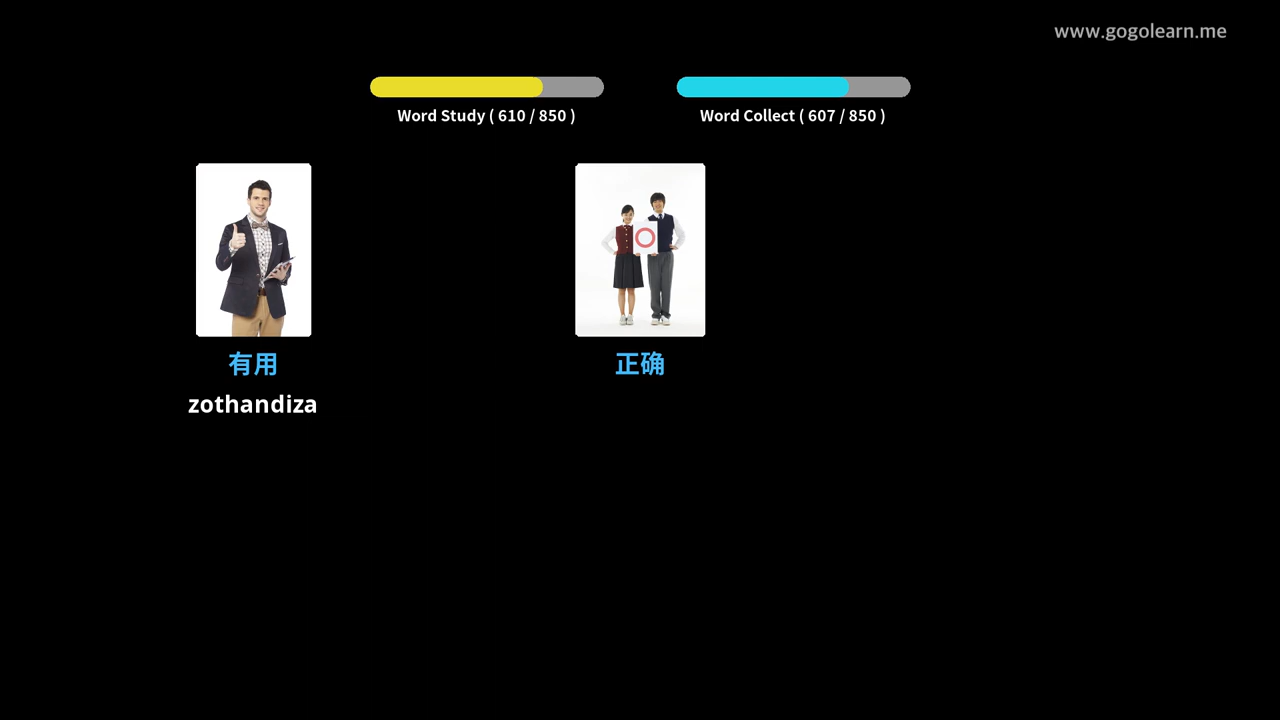 www.gogolearn.me
Word Study ( 610 / 850 )
Word Collect ( 607 / 850 )
有用
正确
zothandiza